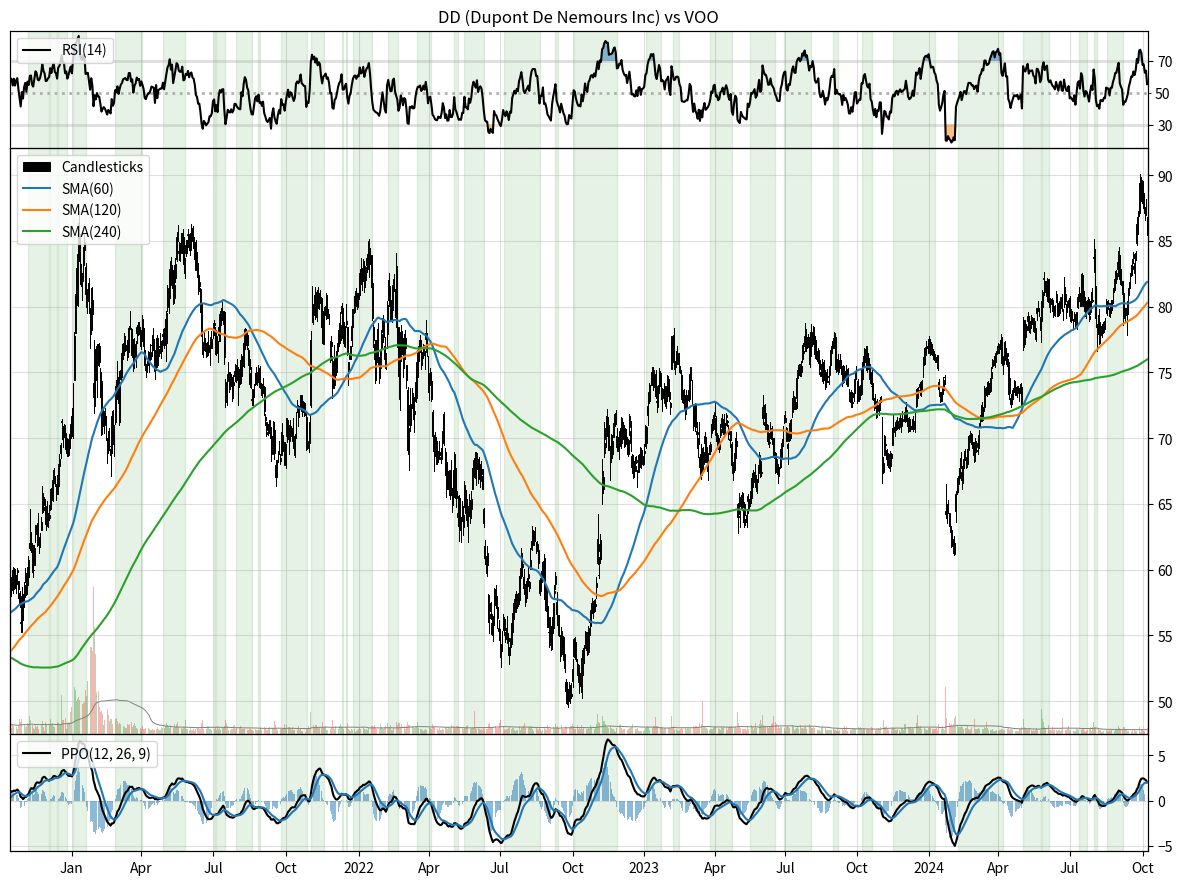 DD (Dupont De Nemours Inc) vs VOO
RSI(14)
70
50
30
Candlesticks
SMA(60)
SMA(120)
SMA(240)
90
85
80
75
70
65
60
55
50
PPO(12, 26, 9)
5
0
−5
Jan Apr Jul Oct 2022 Apr Jul Oct 2023 Apr Jul Oct 2024 Apr Jul Oct